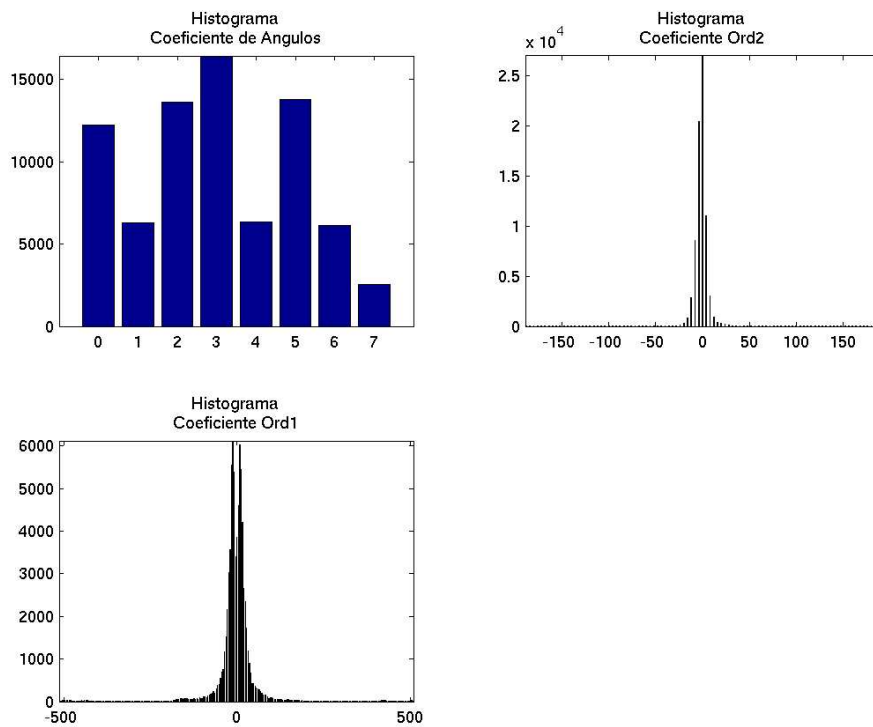 Histograma
Coeficiente de Angulos
15000
10000
5000
0
0 1 2 3 4 5 6 7
Histograma
Coeficiente Ord2
x 10^4
2.5
2
1.5
1
0.5
0
-150 -100 -50 0 50 100 150
Histograma
Coeficiente Ord1
6000
5000
4000
3000
2000
1000
0
-500 0 500